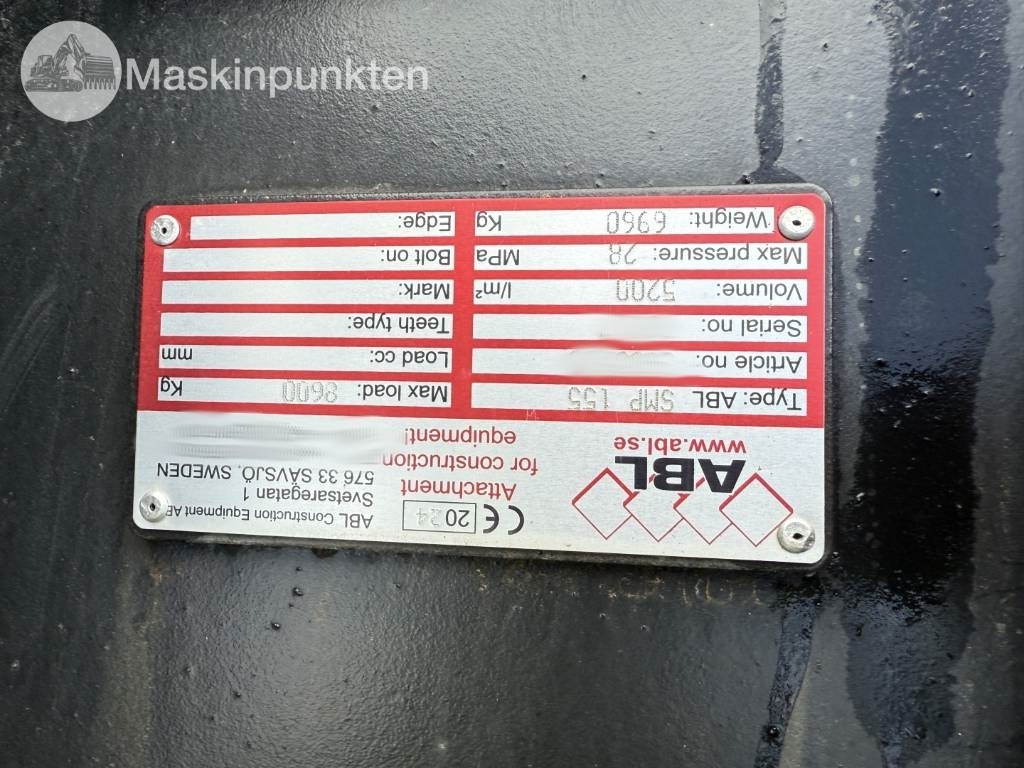 Maskinpunkten
ABL
www.abl.se
CE 2024
Attachment
for construction
equipment!
ABL Construction Equipment AB
Svetsaregatan 1
576 33 SÄVSJÖ, SWEDEN
Type: ABL SMP L55
Article no:
Serial no:
Volume: 5200 l/m²
Max pressure: 28 MPa
Weight: 6960 Kg
Max load: 8600 Kg
Load cc: mm
Teeth type:
Mark:
Bolt on:
Edge: